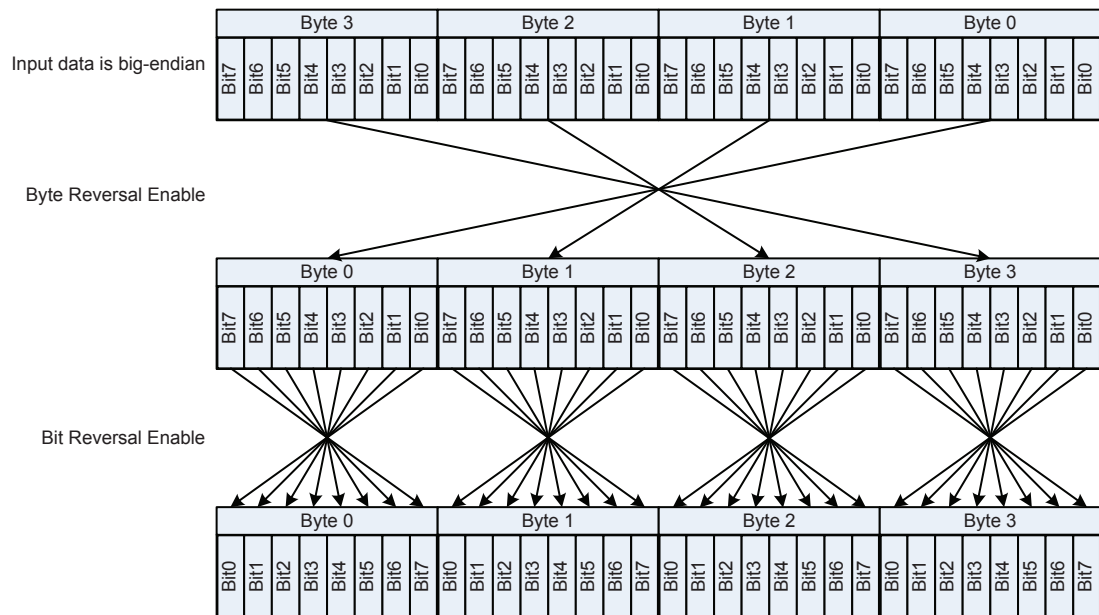 Byte 3 Byte 2 Byte 1 Byte 0
Input data is big-endian
Bit7 Bit6 Bit5 Bit4 Bit3 Bit2 Bit1 Bit0 Bit7 Bit6 Bit5 Bit4 Bit3 Bit2 Bit1 Bit0 Bit7 Bit6 Bit5 Bit4 Bit3 Bit2 Bit1 Bit0 Bit7 Bit6 Bit5 Bit4 Bit3 Bit2 Bit1 Bit0
Byte Reversal Enable
Byte 0 Byte 1 Byte 2 Byte 3
Bit7 Bit6 Bit5 Bit4 Bit3 Bit2 Bit1 Bit0 Bit7 Bit6 Bit5 Bit4 Bit3 Bit2 Bit1 Bit0 Bit7 Bit6 Bit5 Bit4 Bit3 Bit2 Bit1 Bit0 Bit7 Bit6 Bit5 Bit4 Bit3 Bit2 Bit1 Bit0
Bit Reversal Enable
Byte 0 Byte 1 Byte 2 Byte 3
Bit0 Bit1 Bit2 Bit3 Bit4 Bit5 Bit6 Bit7 Bit0 Bit1 Bit2 Bit3 Bit4 Bit5 Bit6 Bit7 Bit0 Bit1 Bit2 Bit3 Bit4 Bit5 Bit6 Bit7 Bit0 Bit1 Bit2 Bit3 Bit4 Bit5 Bit6 Bit7